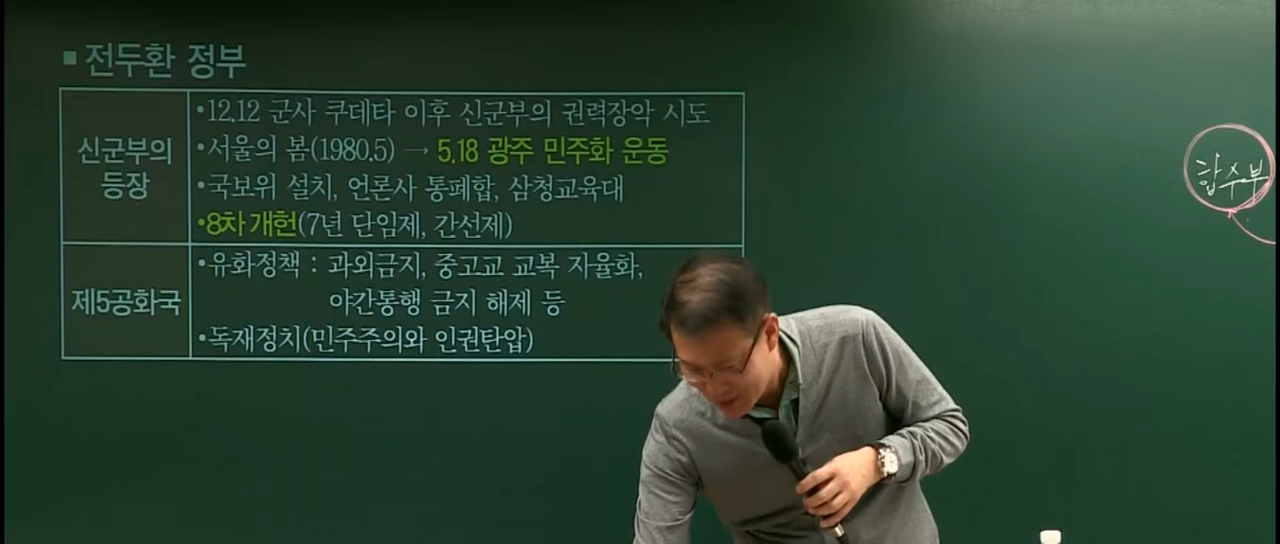 ▪ 전두환 정부
신군부의 등장
•12.12 군사 쿠데타 이후 신군부의 권력장악 시도
•서울의 봄(1980.5) → 5.18 광주 민주화 운동
•국보위 설치, 언론사 통폐합, 삼청교육대
•8차 개헌(7년 단임제, 간선제)
제5공화국
•유화정책 : 과외금지, 중고교 교복 자율화,
야간통행 금지 해제 등
•독재정치(민주주의와 인권탄압)
합수부